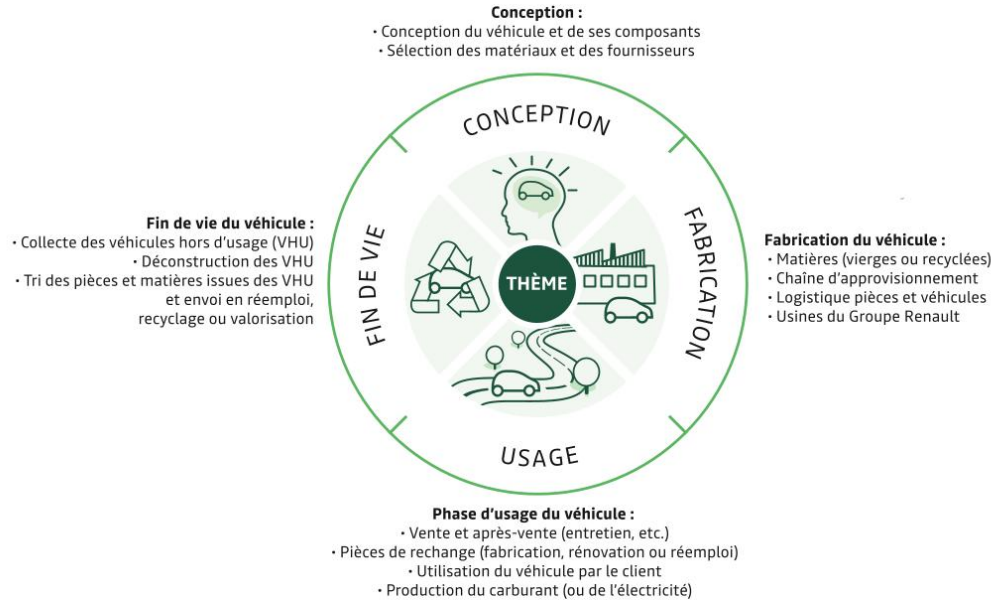 Conception :
• Conception du véhicule et de ses composants
• Sélection des matériaux et des fournisseurs
CONCEPTION
Fin de vie du véhicule :
• Collecte des véhicules hors d'usage (VHU)
• Déconstruction des VHU
• Tri des pièces et matières issues des VHU
et envoi en réemploi,
recyclage ou valorisation
FIN DE VIE
THÈME
FABRICATION
Fabrication du véhicule :
• Matières (vierges ou recyclées)
• Chaîne d'approvisionnement
• Logistique pièces et véhicules
• Usines du Groupe Renault
USAGE
Phase d'usage du véhicule :
• Vente et après-vente (entretien, etc.)
• Pièces de rechange (fabrication, rénovation ou réemploi)
• Utilisation du véhicule par le client
• Production du carburant (ou de l'électricité)